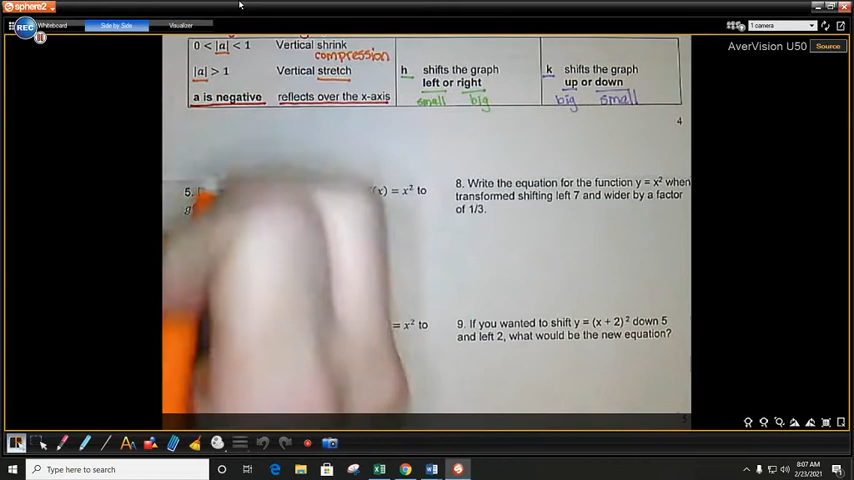 sphere2
Whiteboard
Side by Side
Visualizer
1 camera
REC
AverVision U50
Source
0 < |a| < 1 Vertical shrink
compression
|a| > 1 Vertical stretch
a is negative reflects over the x-axis
h shifts the graph
left or right
small big
k shifts the graph
up or down
big small
4
5.
(x) = x² to
g
= x² to
8. Write the equation for the function y = x² when
transformed shifting left 7 and wider by a factor
of 1/3.
9. If you wanted to shift y = (x + 2)² down 5
and left 2, what would be the new equation?
5
Type here to search
8:07 AM
2/23/2021